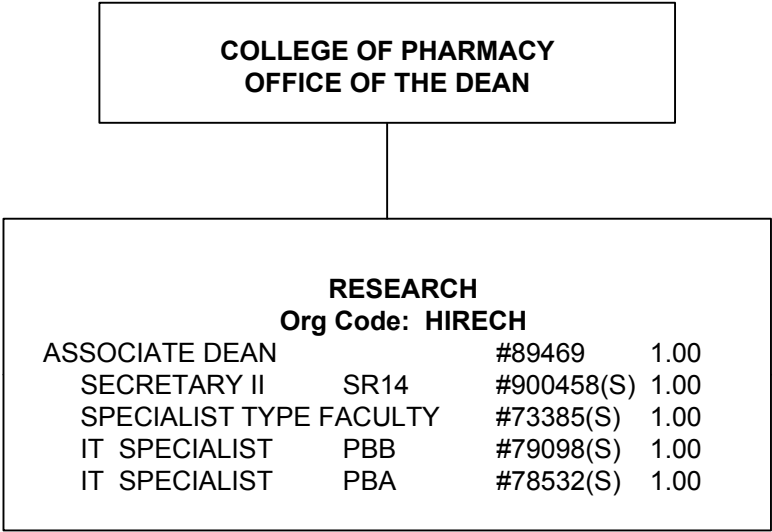 COLLEGE OF PHARMACY
OFFICE OF THE DEAN
RESEARCH
Org Code: HIRECH
ASSOCIATE DEAN #89469 1.00
SECRETARY II SR14 #900458(S) 1.00
SPECIALIST TYPE FACULTY #73385(S) 1.00
IT SPECIALIST PBB #79098(S) 1.00
IT SPECIALIST PBA #78532(S) 1.00